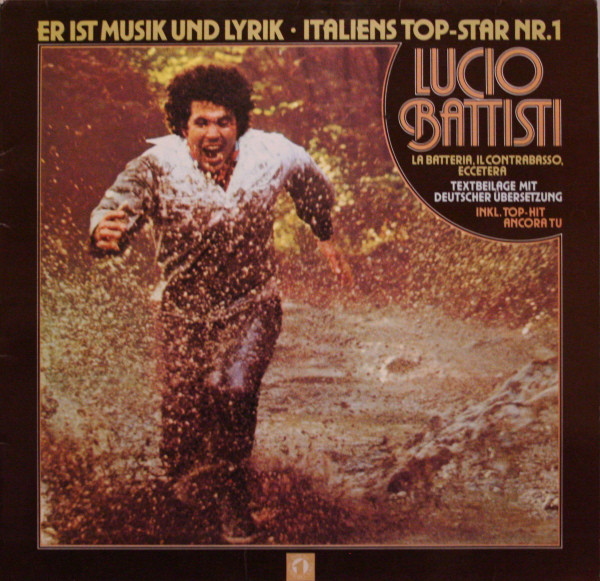 ER IST MUSIK UND LYRIK · ITALIENS TOP-STAR NR.1
LUCIO
BATTISTI
LA BATTERIA, IL CONTRABASSO,
ECCETERA
TEXTBEILAGE MIT
DEUTSCHER ÜBERSETZUNG
INKL. TOP-HIT
ANCORA TU